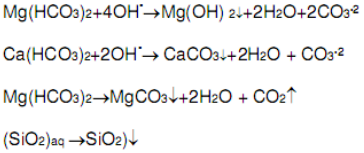 Mg(HCO3)2+4OH⁻→Mg(OH) 2↓+2H2O+2CO3⁻²
Ca(HCO3)2+2OH⁻→ CaCO3↓+2H2O + CO3⁻²
Mg(HCO3)2→MgCO3↓+2H2O + CO2↑
(SiO2)aq →SiO2)↓